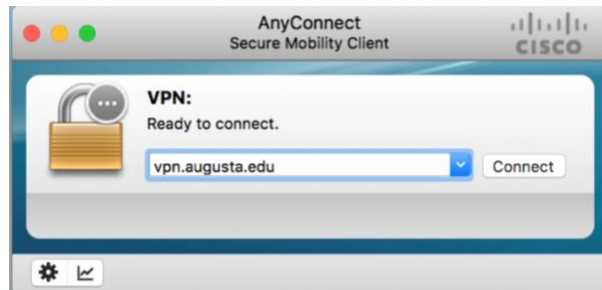 AnyConnect
Secure Mobility Client
CISCO
VPN:
Ready to connect.
vpn.augusta.edu
Connect